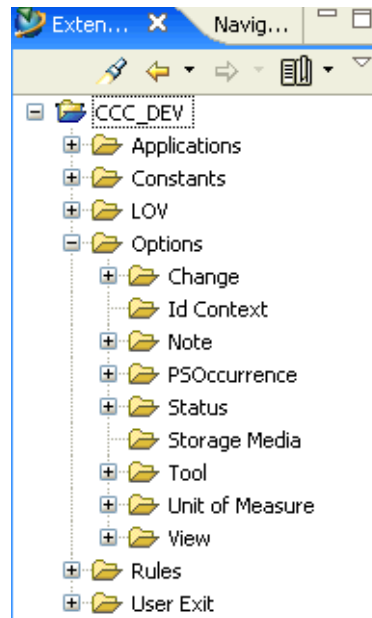 Exten... Navig...
CCC_DEV
Applications
Constants
LOV
Options
Change
Id Context
Note
PSOccurrence
Status
Storage Media
Tool
Unit of Measure
View
Rules
User Exit